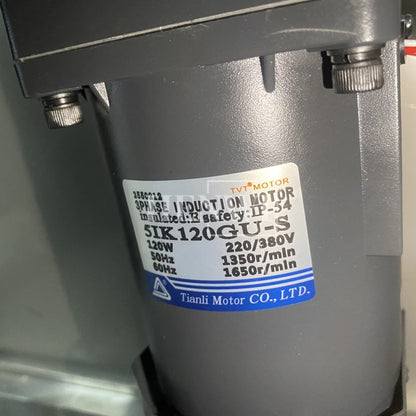 TVT® MOTOR
3550212
3PHASE INDUCTION MOTOR
insulated:E safety:IP-54
5IK120GU-S
120W 220/380V
50Hz 1350r/min
60Hz 1650r/min
Tianli Motor CO., LTD.